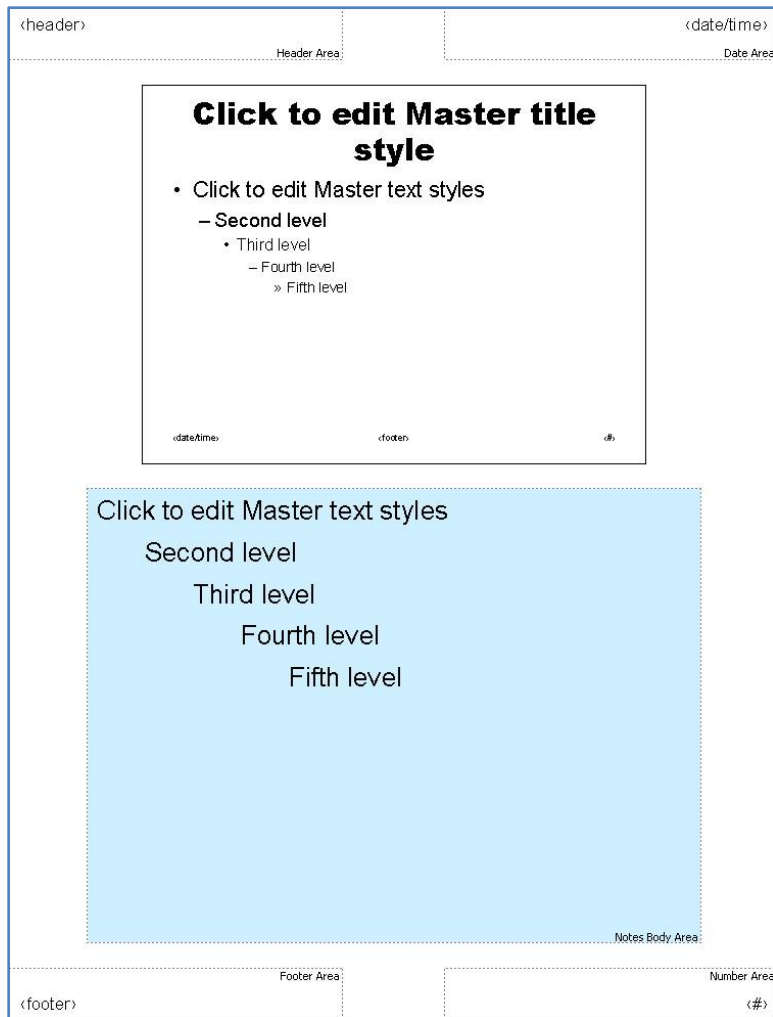 ‹header›
‹date/time›
Header Area
Date Area
Click to edit Master title
style
• Click to edit Master text styles
– Second level
• Third level
– Fourth level
» Fifth level
‹date/time›
‹footer›
‹#›
Click to edit Master text styles
Second level
Third level
Fourth level
Fifth level
Notes Body Area
Footer Area
Number Area
‹footer›
‹#›